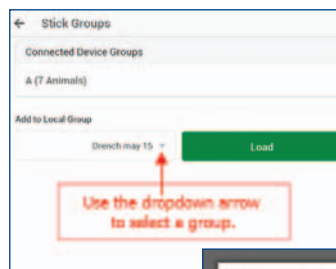 ← Stick Groups
Connected Device Groups
A (7 Animals)
Add to Local Group
Drench may 15
Load
Use the dropdown arrow
to select a group.